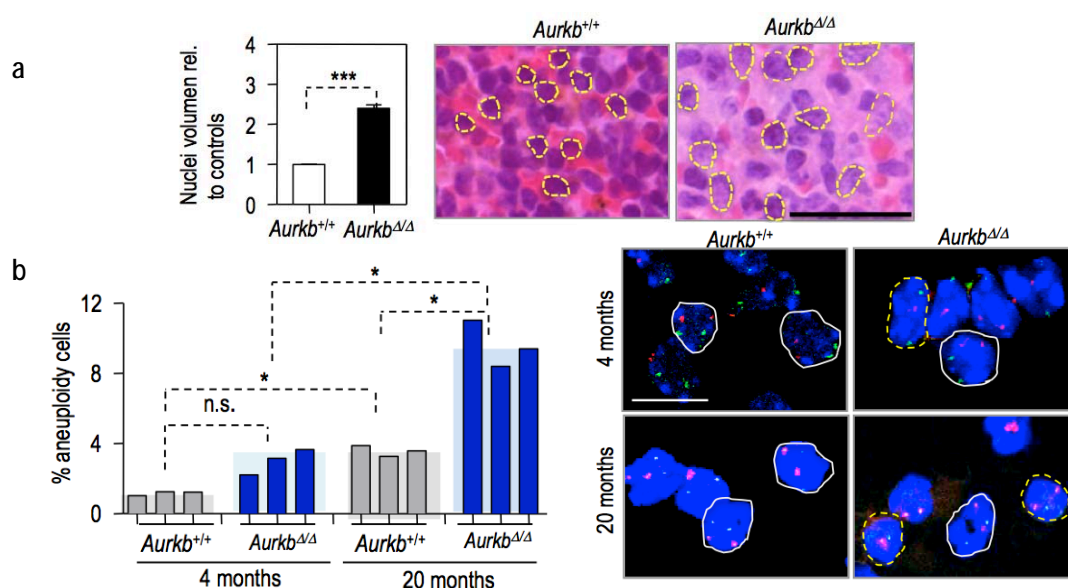 a
Nuclei volumen rel.
to controls
4
3
2
1
0
***
Aurkb+/+
AurkbΔ/Δ
Aurkb+/+
AurkbΔ/Δ
b
% aneuploidy cells
12
8
4
0
*
*
*
n.s.
Aurkb+/+
AurkbΔ/Δ
Aurkb+/+
AurkbΔ/Δ
4 months
20 months
Aurkb+/+
AurkbΔ/Δ
4 months
20 months